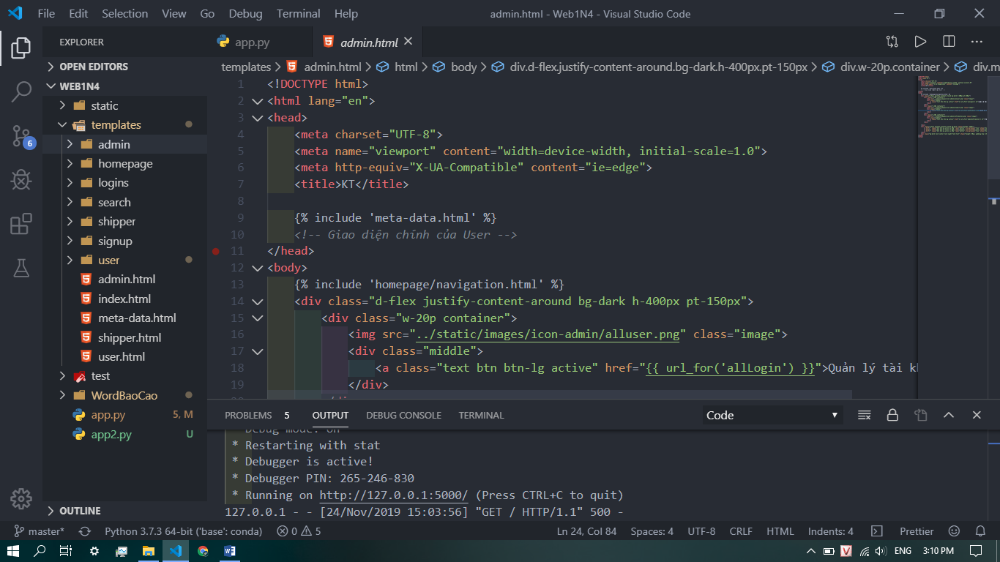 File Edit Selection View Go Debug Terminal Help admin.html - Web1N4 - Visual Studio Code
EXPLORER app.py admin.html
OPEN EDITORS
WEB1N4
static
templates
admin
homepage
logins
search
shipper
signup
user
admin.html
index.html
meta-data.html
shipper.html
user.html
test
WordBaoCao
app.py 5, M
app2.py U
OUTLINE
6
templates > admin.html > html > body > div.d-flex.justify-content-around.bg-dark.h-400px.pt-150px > div.w-20p.container > div.m
1 <!DOCTYPE html>
2 <html lang="en">
3 <head>
4 <meta charset="UTF-8">
5 <meta name="viewport" content="width=device-width, initial-scale=1.0">
6 <meta http-equiv="X-UA-Compatible" content="ie=edge">
7 <title>KT</title>
8
9 {% include 'meta-data.html' %}
10 <!-- Giao diện chính của User -->
11 </head>
12 <body>
13 {% include 'homepage/navigation.html' %}
14 <div class="d-flex justify-content-around bg-dark h-400px pt-150px">
15 <div class="w-20p container">
16 <img src="../static/images/icon-admin/alluser.png" class="image">
17 <div class="middle">
18 <a class="text btn btn-lg active" href="{{ url_for('allLogin') }}">Quản lý tài
19 </div>
PROBLEMS 5 OUTPUT DEBUG CONSOLE TERMINAL Code
* Debug mode: on
* Restarting with stat
* Debugger is active!
* Debugger PIN: 265-246-830
* Running on http://127.0.0.1:5000/ (Press CTRL+C to quit)
127.0.0.1 - - [24/Nov/2019 15:03:56] "GET / HTTP/1.1" 500 -
master* Python 3.7.3 64-bit ('base': conda) 0 5 Ln 24, Col 84 Spaces: 4 UTF-8 CRLF HTML Indents: 4 Prettier
V ENG 3:10 PM